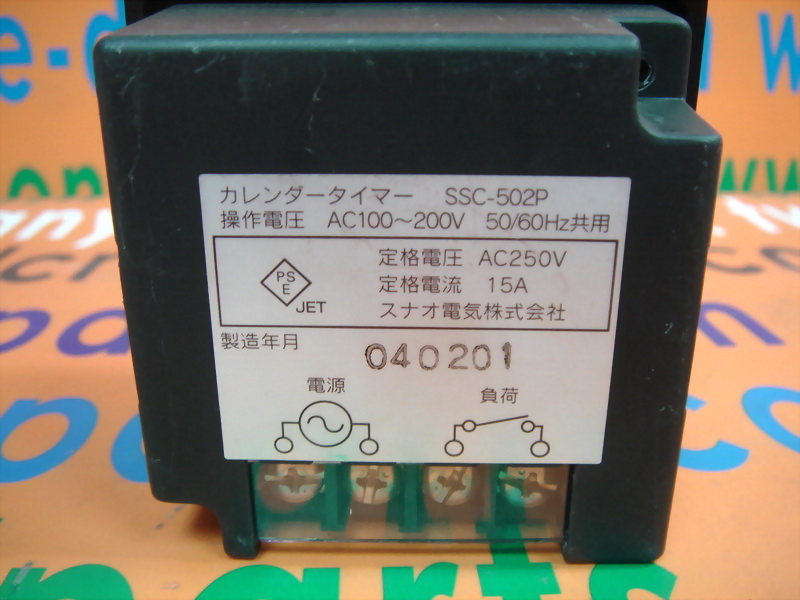 カレンダータイマー SSC-502P
操作電圧 AC100～200V 50/60Hz共用
PS
E
JET
定格電圧 AC250V
定格電流 15A
スナオ電気株式会社
製造年月
040201
電源
負荷